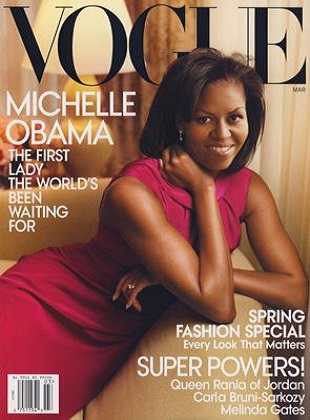 VOGUE
MAR
MICHELLE
OBAMA
THE FIRST
LADY
THE WORLD'S
BEEN
WAITING
FOR
SPRING
FASHION SPECIAL
Every Look That Matters
SUPER POWERS!
Queen Rania of Jordan
Carla Bruni-Sarkozy
Melinda Gates